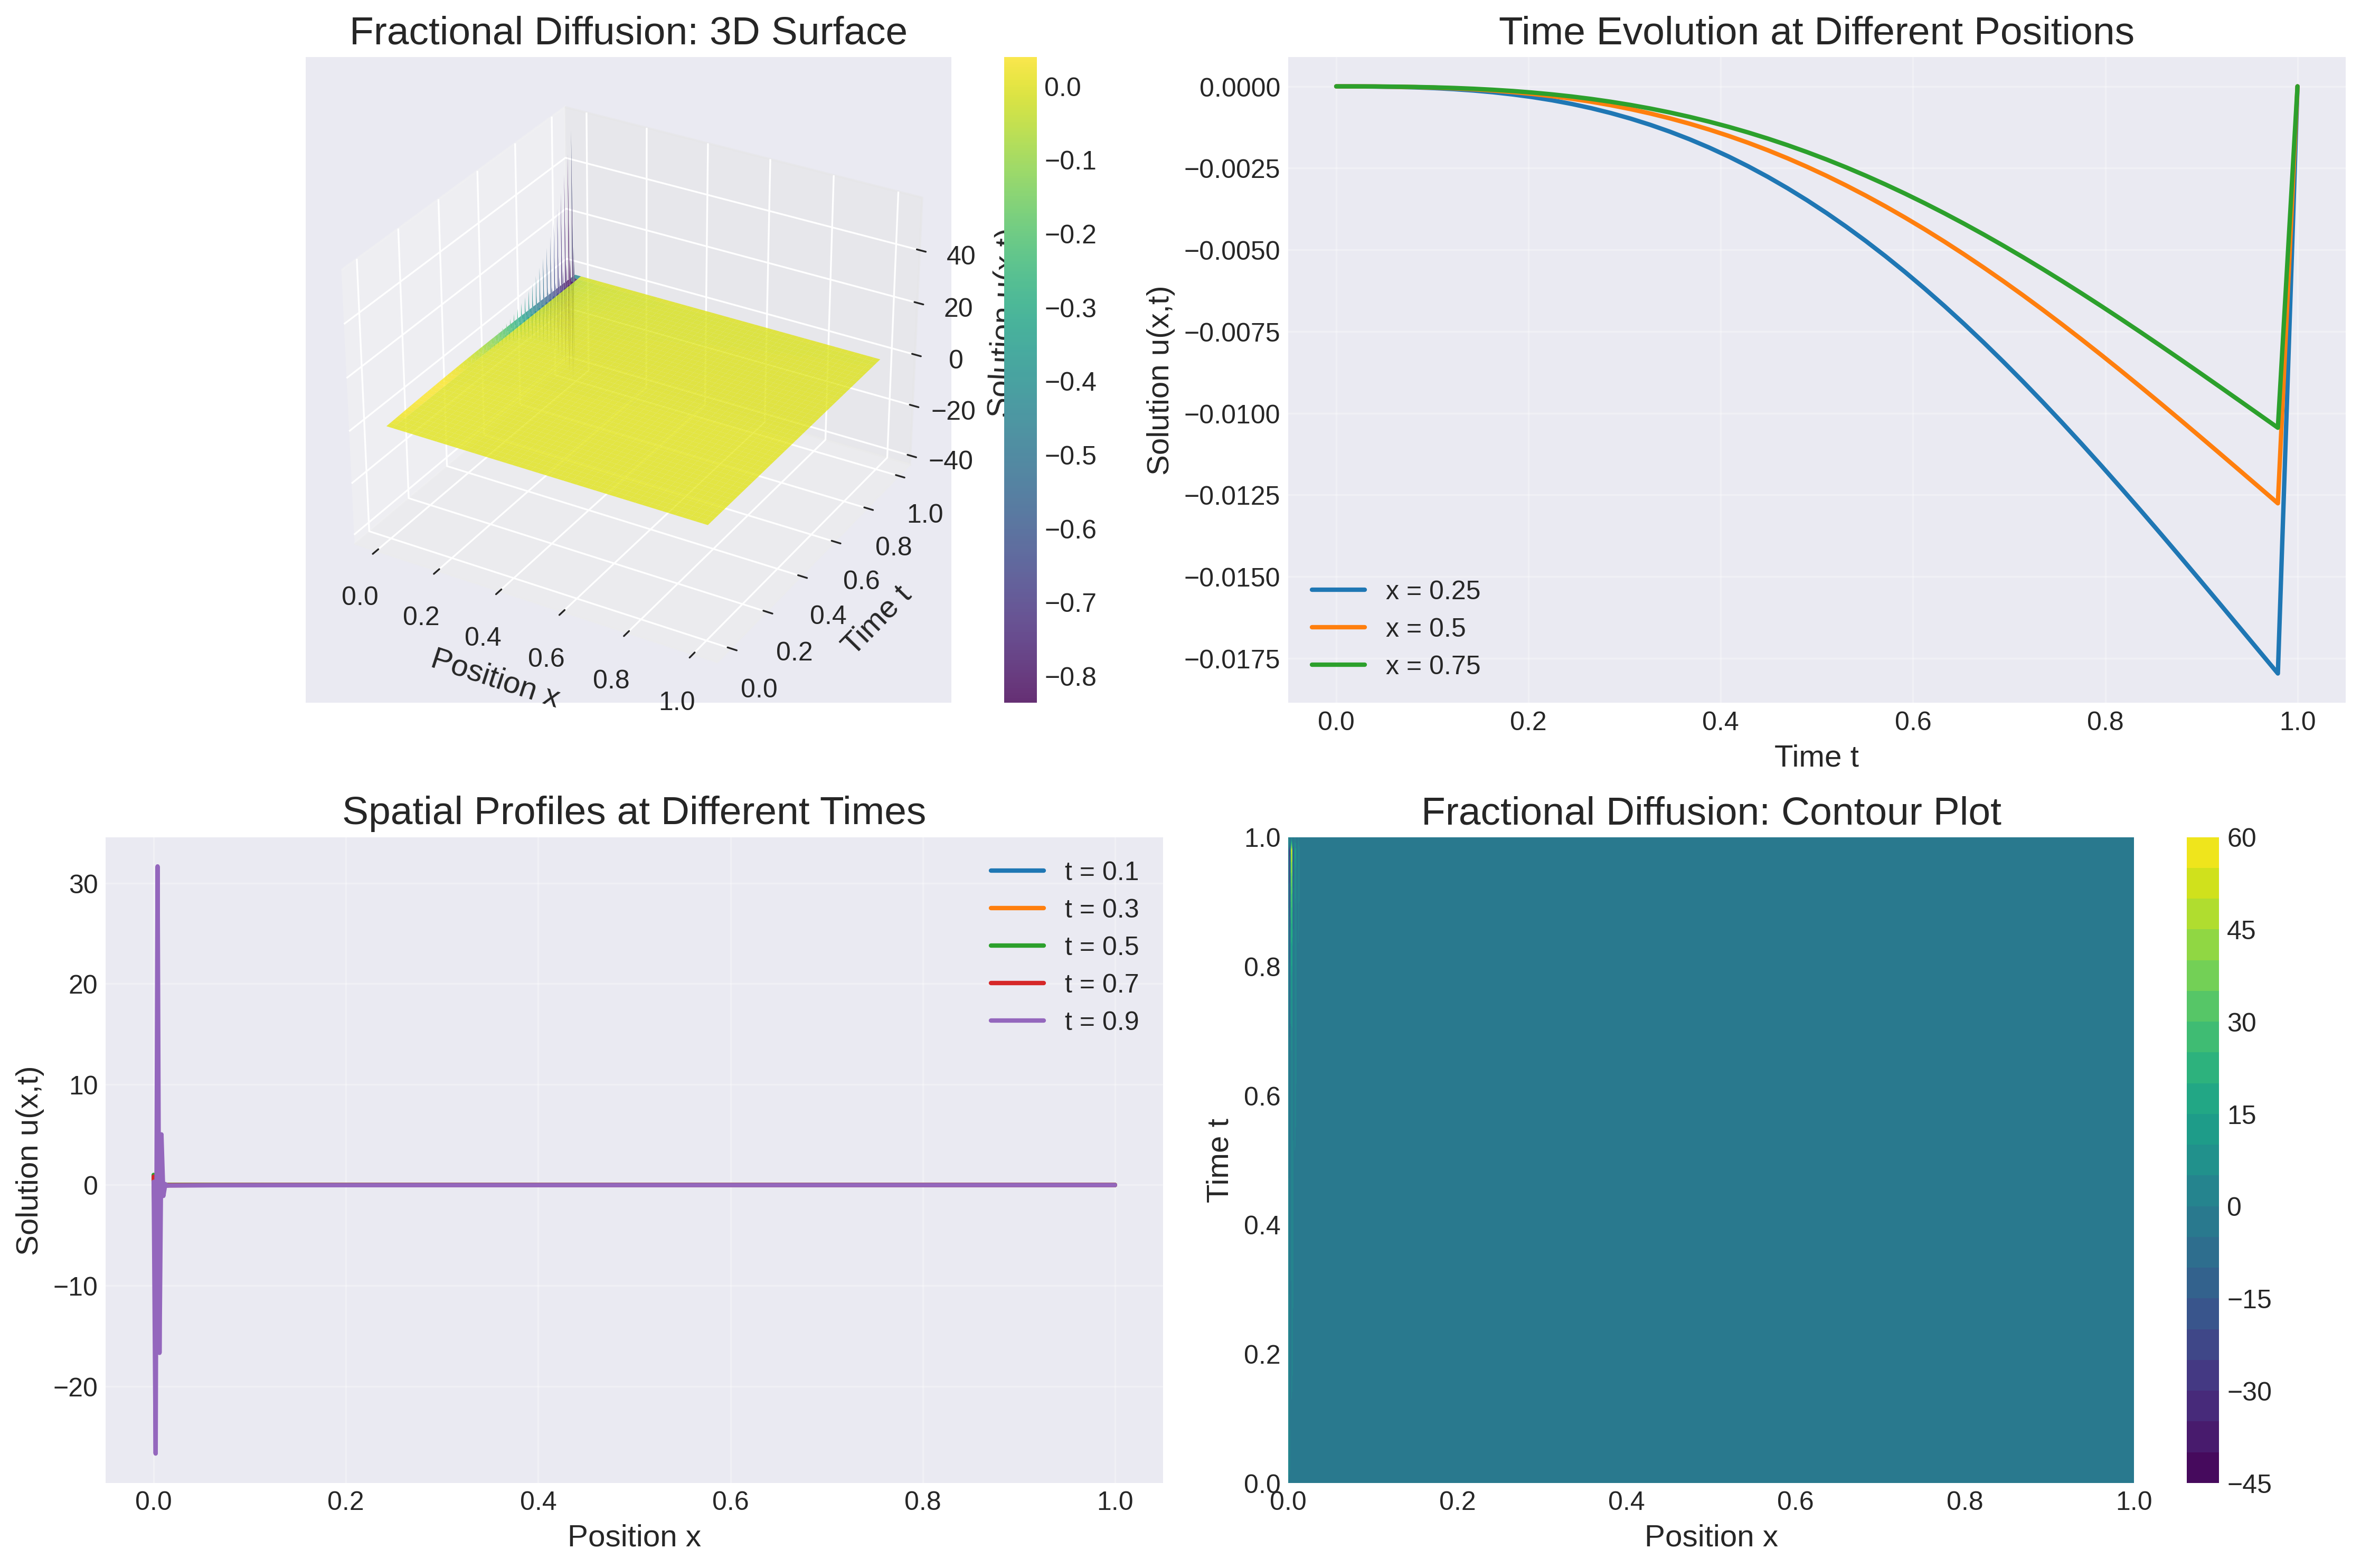 Fractional Diffusion: 3D Surface
40
20
0
−20
−40
1.0
0.8
0.6
0.4
0.2
0.0
Time t
0.0
0.2
0.4
0.6
0.8
1.0
Position x
Solution u(x,t)
0.0
−0.1
−0.2
−0.3
−0.4
−0.5
−0.6
−0.7
−0.8
Time Evolution at Different Positions
0.0000
−0.0025
−0.0050
−0.0075
−0.0100
−0.0125
−0.0150
−0.0175
Solution u(x,t)
x = 0.25
x = 0.5
x = 0.75
0.0 0.2 0.4 0.6 0.8 1.0
Time t
Spatial Profiles at Different Times
30
20
10
0
−10
−20
Solution u(x,t)
t = 0.1
t = 0.3
t = 0.5
t = 0.7
t = 0.9
0.0 0.2 0.4 0.6 0.8 1.0
Position x
Fractional Diffusion: Contour Plot
1.0
0.8
0.6
0.4
0.2
0.0
Time t
0.0 0.2 0.4 0.6 0.8 1.0
Position x
60
45
30
15
0
−15
−30
−45